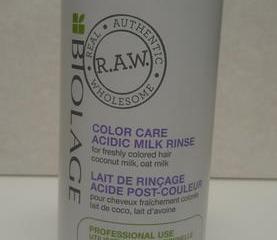 REAL · AUTHENTIC
R.A.W.
WHOLESOME
BIOLAGE
COLOR CARE
ACIDIC MILK RINSE
for freshly colored hair
coconut milk, oat milk
LAIT DE RINÇAGE
ACIDE POST-COULEUR
pour cheveux fraîchement colorés
lait de coco, lait d'avoine
PROFESSIONAL USE